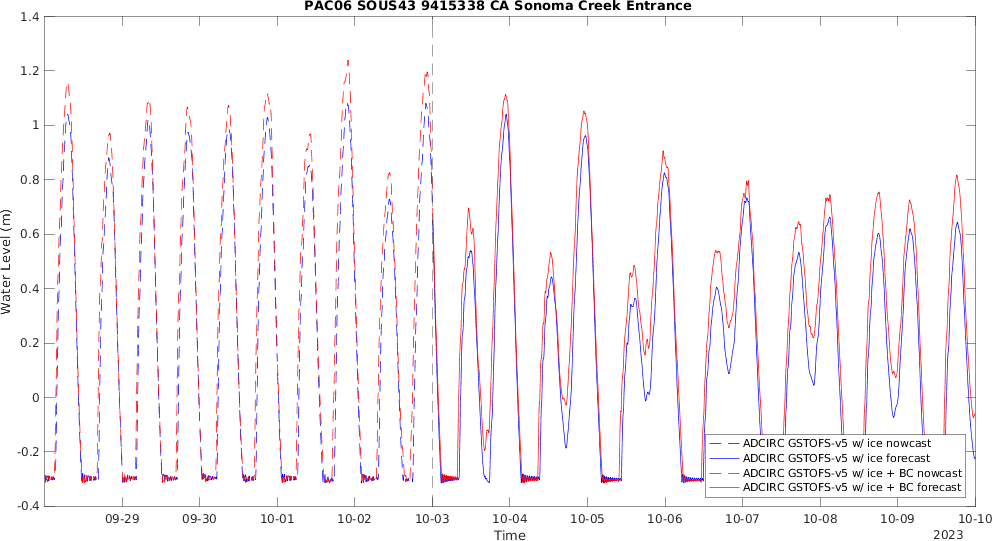 PAC06 SOUS43 9415338 CA Sonoma Creek Entrance
1.4
1.2
1
0.8
0.6
0.4
0.2
0
-0.2
-0.4
Water Level (m)
ADCIRC GSTOFS-v5 w/ ice nowcast
ADCIRC GSTOFS-v5 w/ ice forecast
ADCIRC GSTOFS-v5 w/ ice + BC nowcast
ADCIRC GSTOFS-v5 w/ ice + BC forecast
09-29 09-30 10-01 10-02 10-03 10-04 10-05 10-06 10-07 10-08 10-09 10-10
Time
2023